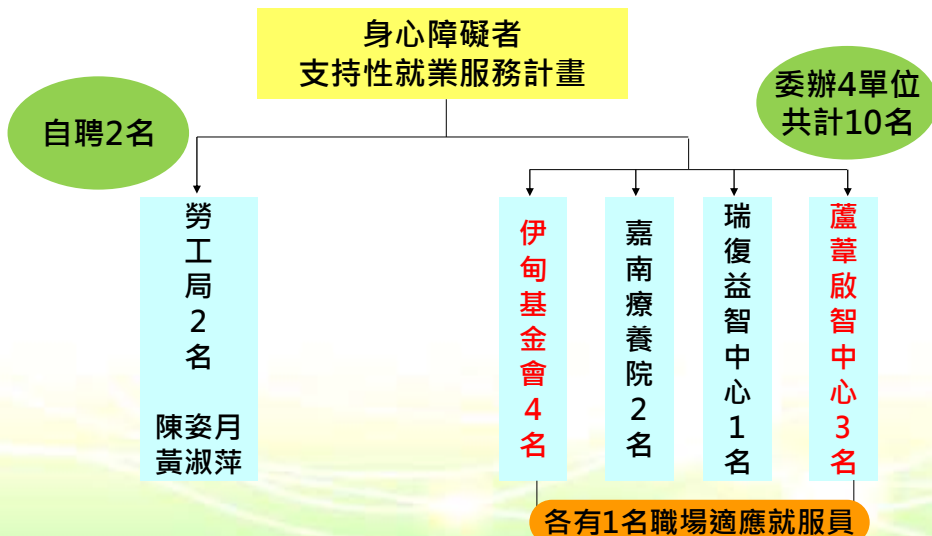 身心障礙者
支持性就業服務計畫
自聘2名
委辦4單位
共計10名
勞工局2名
陳姿月
黃淑萍
伊甸基金會4名
嘉南療養院2名
瑞復益智中心1名
蘆葦啟智中心3名
各有1名職場適應就服員